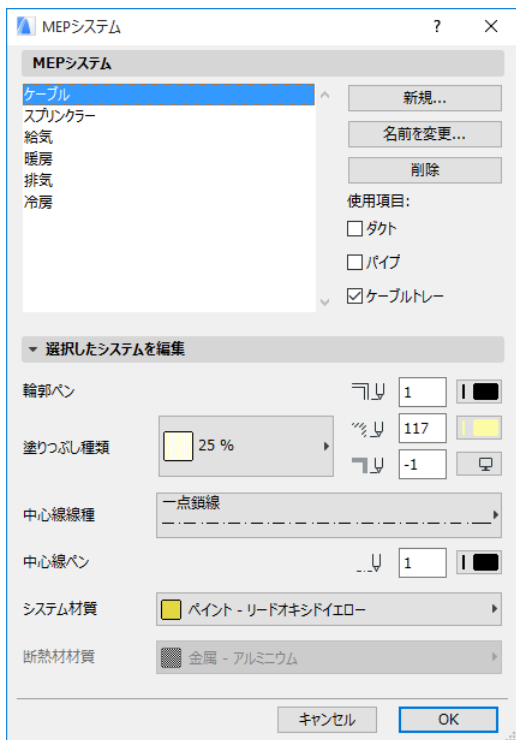 MEPシステム
?
MEPシステム
ケーブル
スプリンクラー
給気
暖房
排気
冷房
新規...
名前を変更...
削除
使用項目:
ダクト
パイプ
ケーブルトレー
選択したシステムを編集
輪郭ペン
1
塗りつぶし種類
25 %
117
-1
中心線線種
一点鎖線
中心線ペン
1
システム材質
ペイント - リードオキシドイエロー
断熱材材質
金属 - アルミニウム
キャンセル
OK